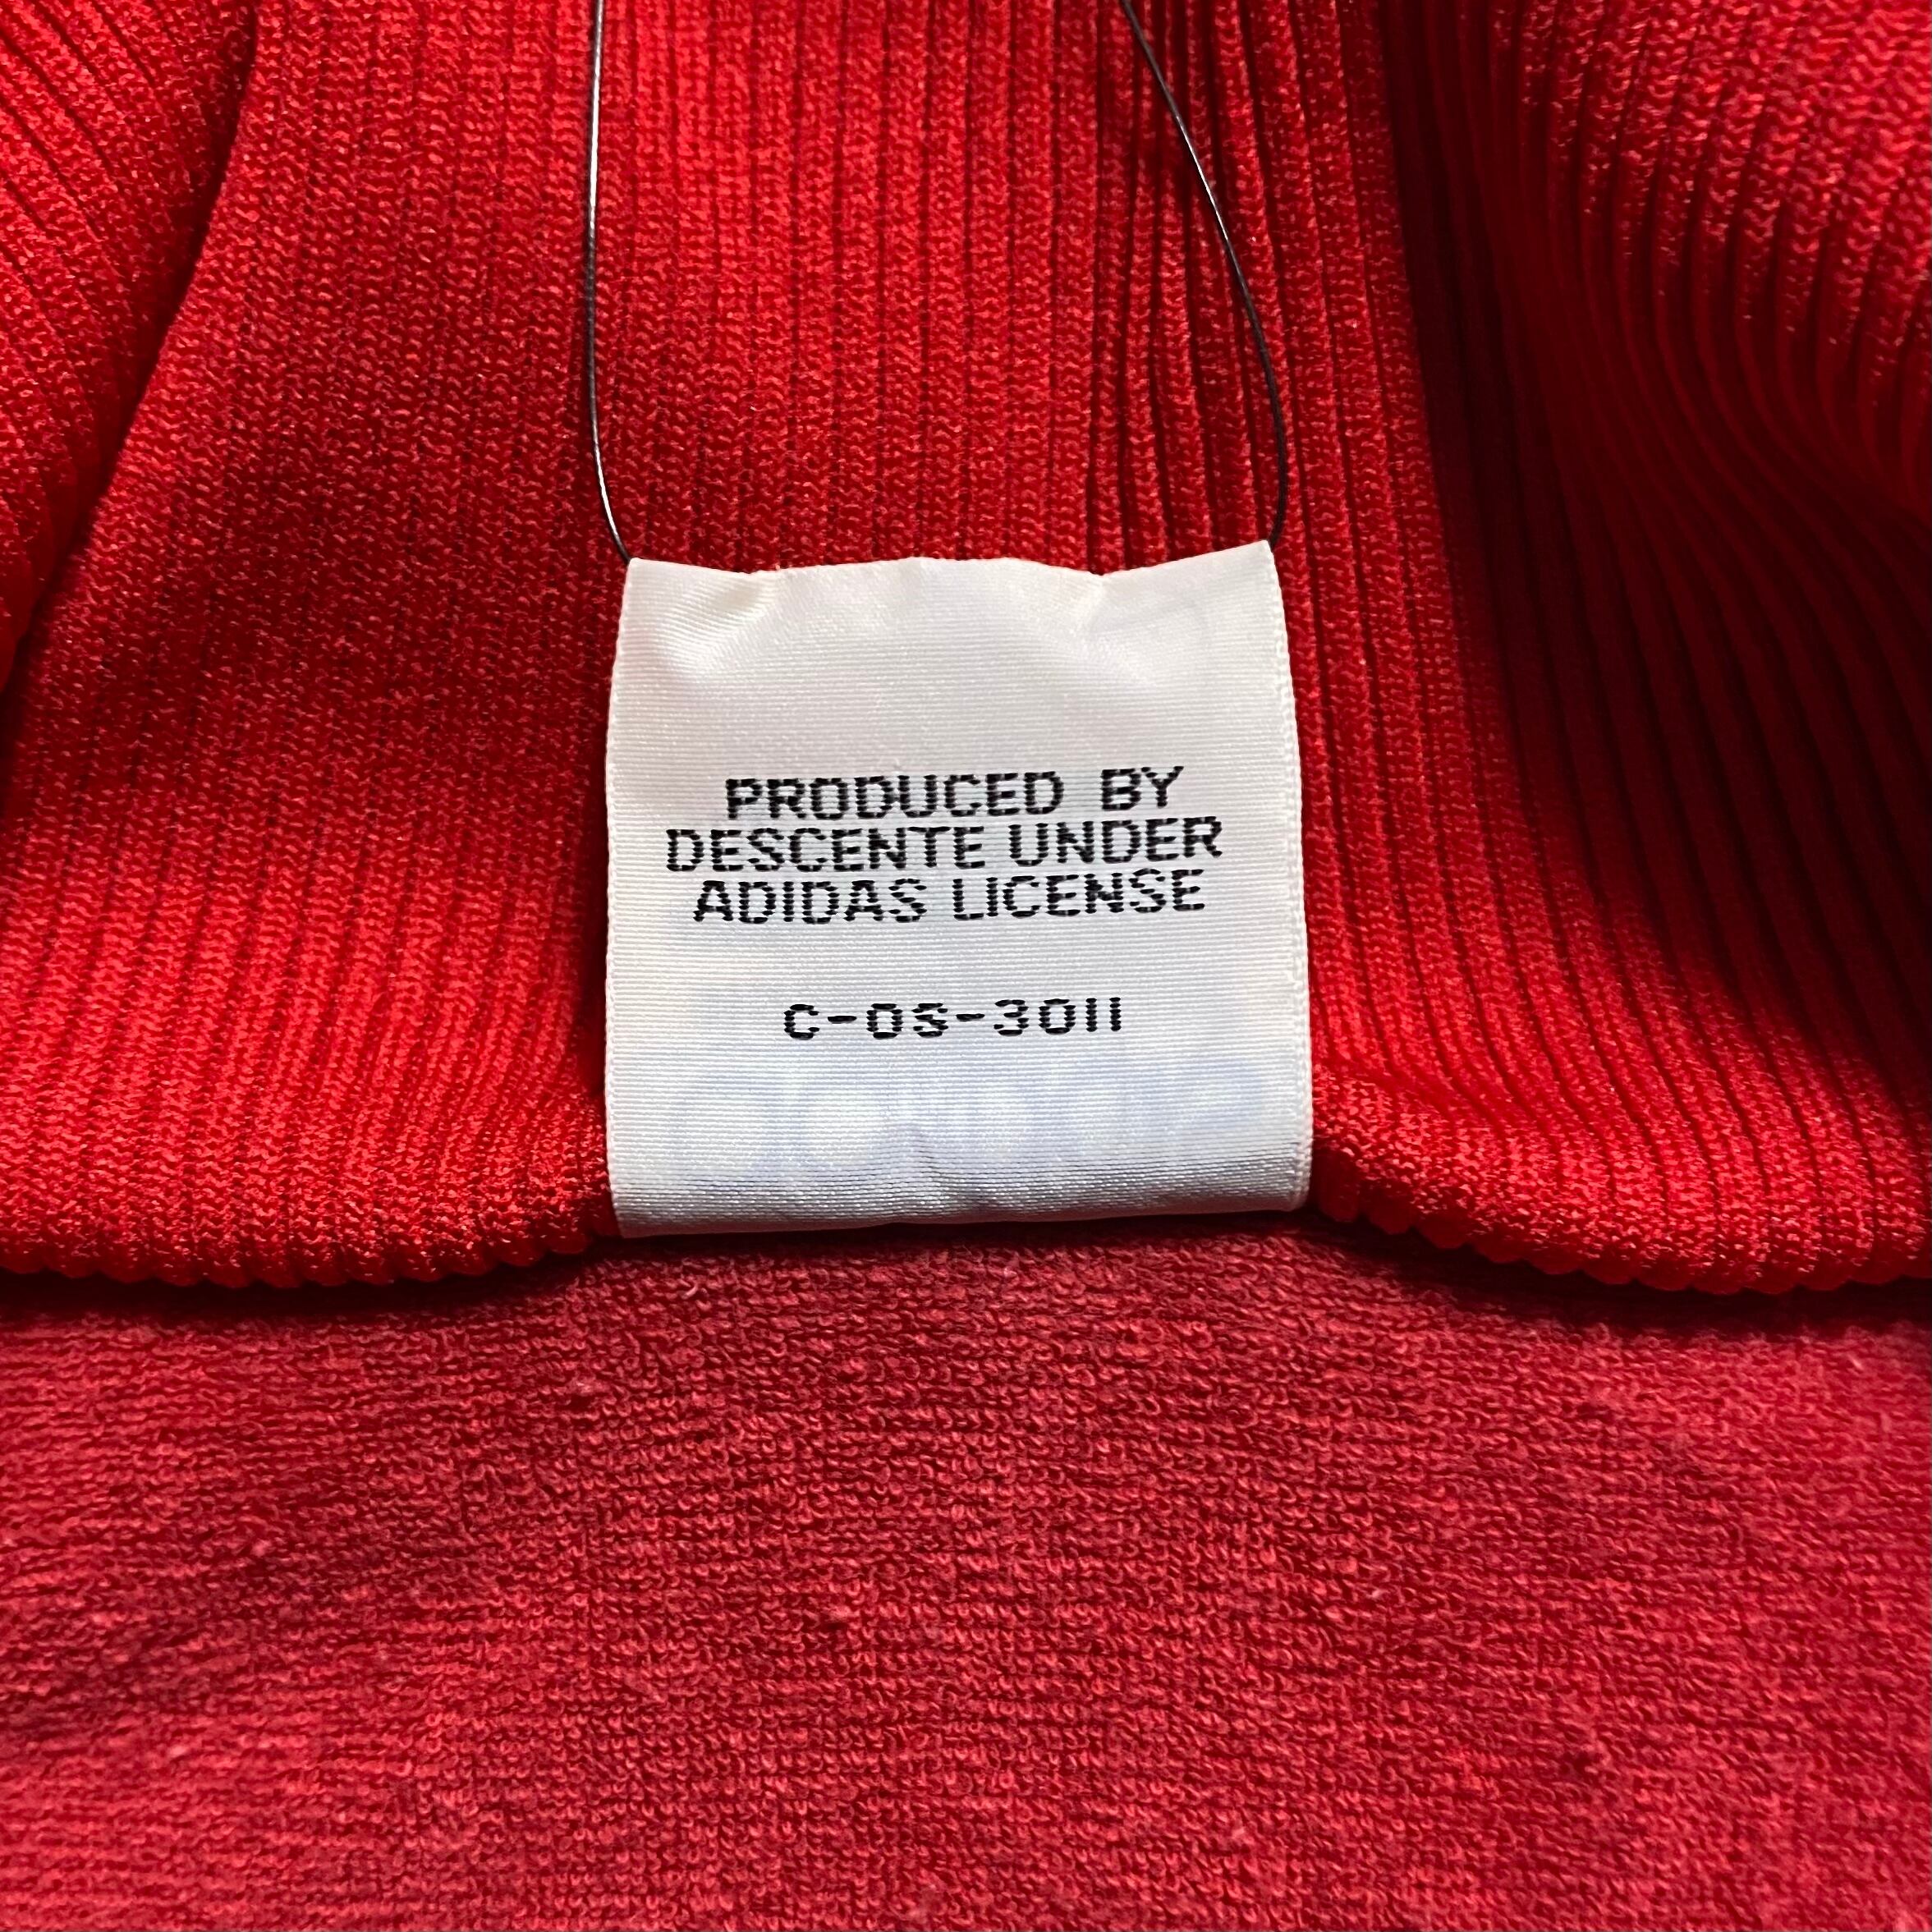 PRODUCED BY
DESCENTE UNDER
ADIDAS LICENSE
C-DS-3011